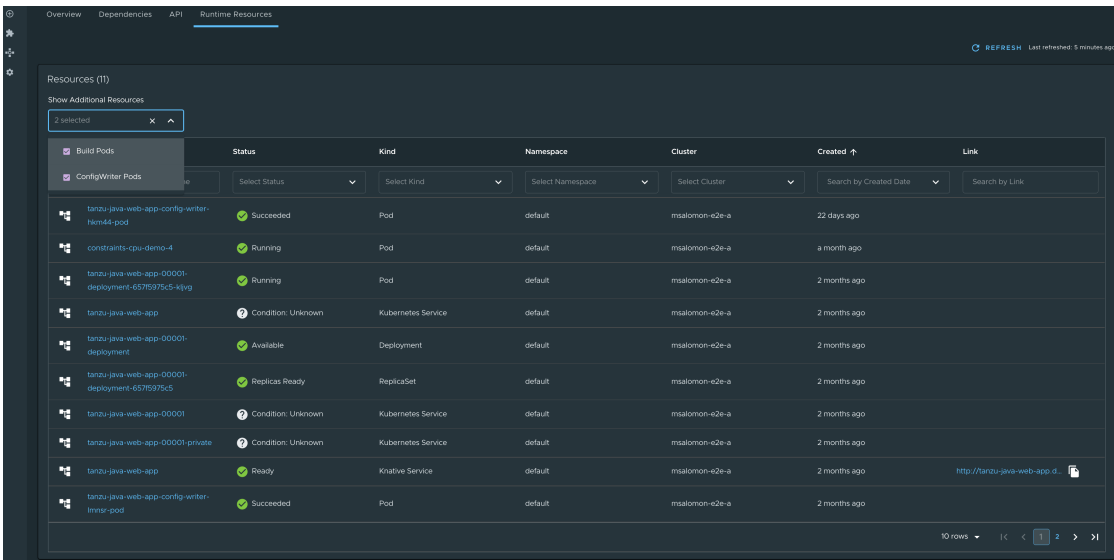 Overview Dependencies API Runtime Resources
REFRESH Last refreshed: 5 minutes ago
Resources (11)
Show Additional Resources
2 selected
Build Pods
ConfigWriter Pods
Status Kind Namespace Cluster Created Link
Select Status Select Kind Select Namespace Select Cluster Search by Created Date Search by Link
tanzu-java-web-app-config-writer-
hkm44-pod Succeeded Pod default msalomon-e2e-a 22 days ago
constraints-cpu-demo-4 Running Pod default msalomon-e2e-a a month ago
tanzu-java-web-app-00001-
deployment-657f5975c5-kljvg Running Pod default msalomon-e2e-a 2 months ago
tanzu-java-web-app Condition: Unknown Kubernetes Service default msalomon-e2e-a 2 months ago
tanzu-java-web-app-00001-
deployment Available Deployment default msalomon-e2e-a 2 months ago
tanzu-java-web-app-00001-
deployment-657f5975c5 Replicas Ready ReplicaSet default msalomon-e2e-a 2 months ago
tanzu-java-web-app-00001 Condition: Unknown Kubernetes Service default msalomon-e2e-a 2 months ago
tanzu-java-web-app-00001-private Condition: Unknown Kubernetes Service default msalomon-e2e-a 2 months ago
tanzu-java-web-app Ready Knative Service default msalomon-e2e-a 2 months ago http://tanzu-java-web-app.d...
tanzu-java-web-app-config-writer-
lmnsr-pod Succeeded Pod default msalomon-e2e-a 2 months ago
10 rows 1 2